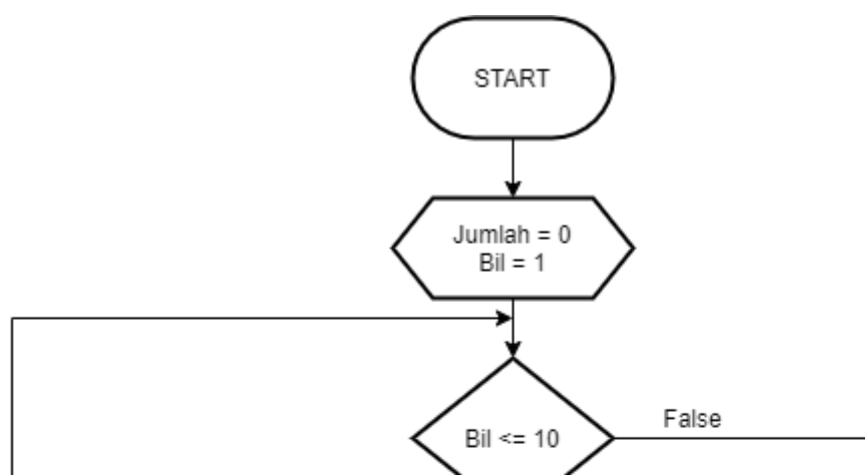 START
Jumlah = 0
Bil = 1
Bil <= 10
False